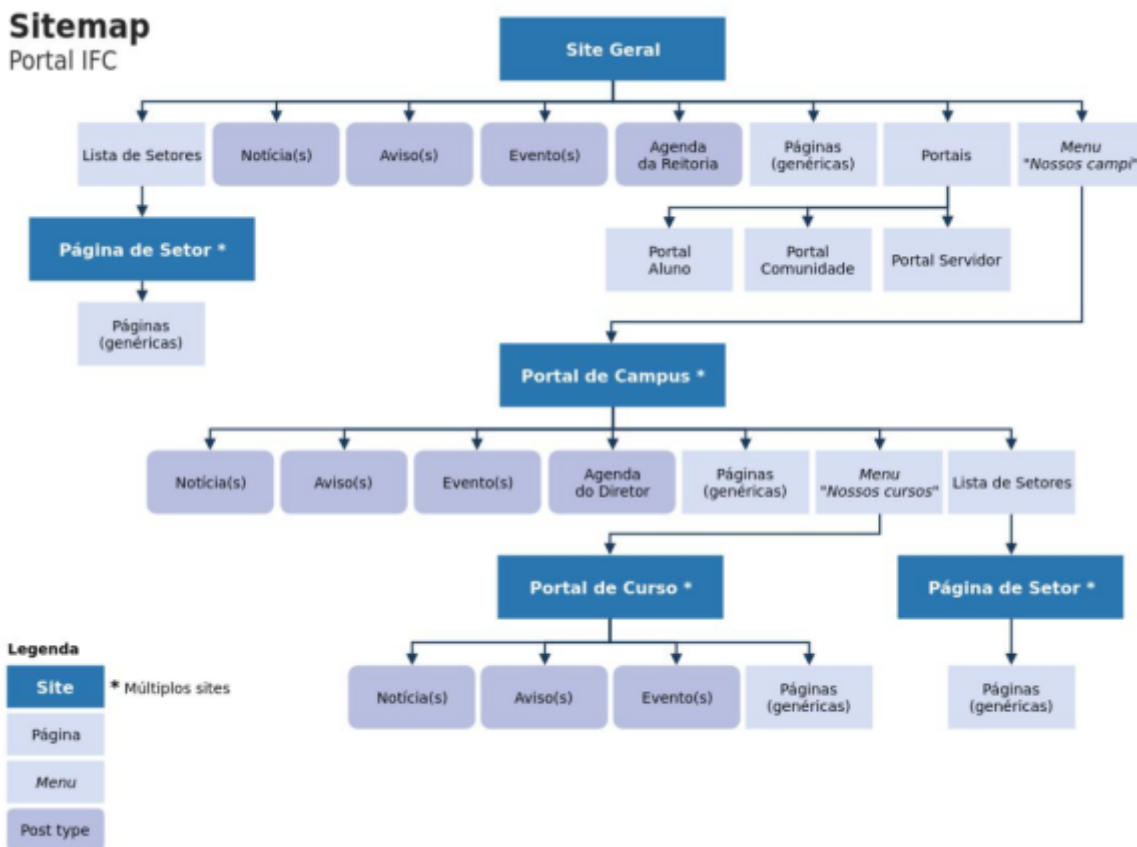 Sitemap
Portal IFC
Site Geral
Lista de Setores
Notícia(s)
Aviso(s)
Evento(s)
Agenda
da Reitoria
Páginas
(genéricas)
Portais
Menu
"Nossos campi"
Página de Setor *
Páginas
(genéricas)
Portal
Aluno
Portal
Comunidade
Portal Servidor
Portal de Campus *
Notícia(s)
Aviso(s)
Evento(s)
Agenda
do Diretor
Páginas
(genéricas)
Menu
"Nossos cursos"
Lista de Setores
Portal de Curso *
Página de Setor *
Notícia(s)
Aviso(s)
Evento(s)
Páginas
(genéricas)
Páginas
(genéricas)
Legenda
Site
* Múltiplos sites
Página
Menu
Post type